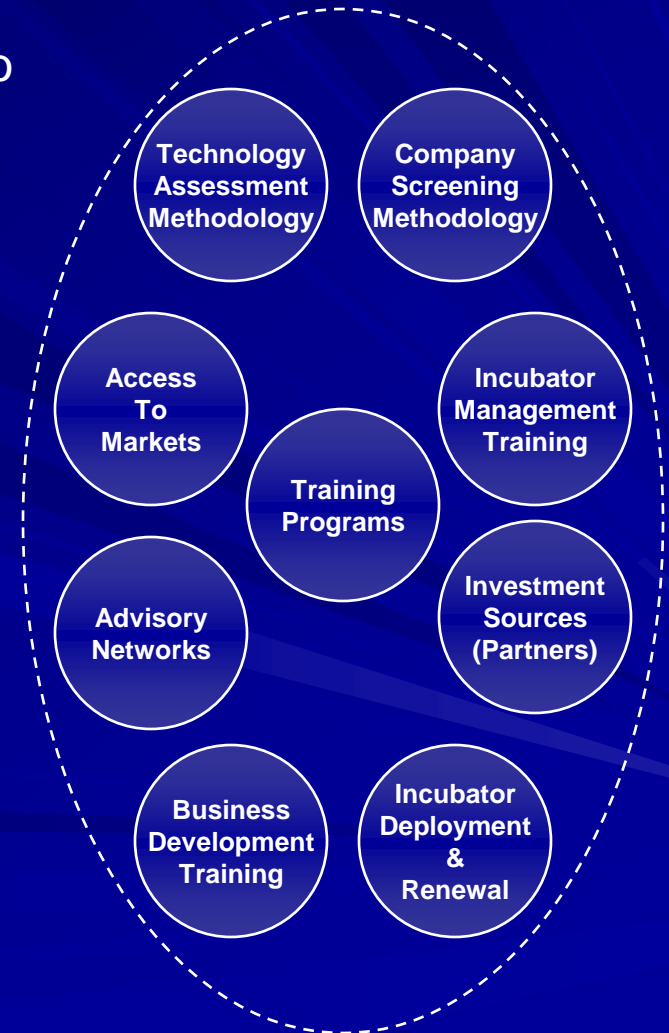 Technology
Assessment
Methodology
Company
Screening
Methodology
Access
To
Markets
Incubator
Management
Training
Training
Programs
Advisory
Networks
Investment
Sources
(Partners)
Business
Development
Training
Incubator
Deployment
&
Renewal